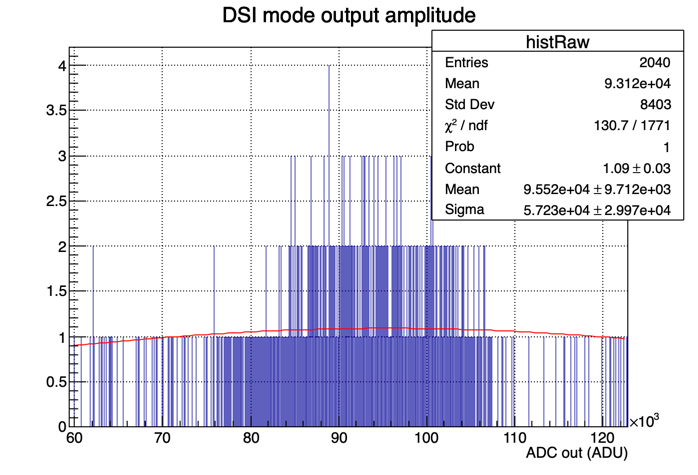 DSI mode output amplitude
histRaw
Entries 2040
Mean 9.312e+04
Std Dev 8403
χ² / ndf 130.7 / 1771
Prob 1
Constant 1.09 ± 0.03
Mean 9.552e+04 ± 9.712e+03
Sigma 5.723e+04 ± 2.997e+04
4
3.5
3
2.5
2
1.5
1
0.5
0
60 70 80 90 100 110 120 ×10³
ADC out (ADU)